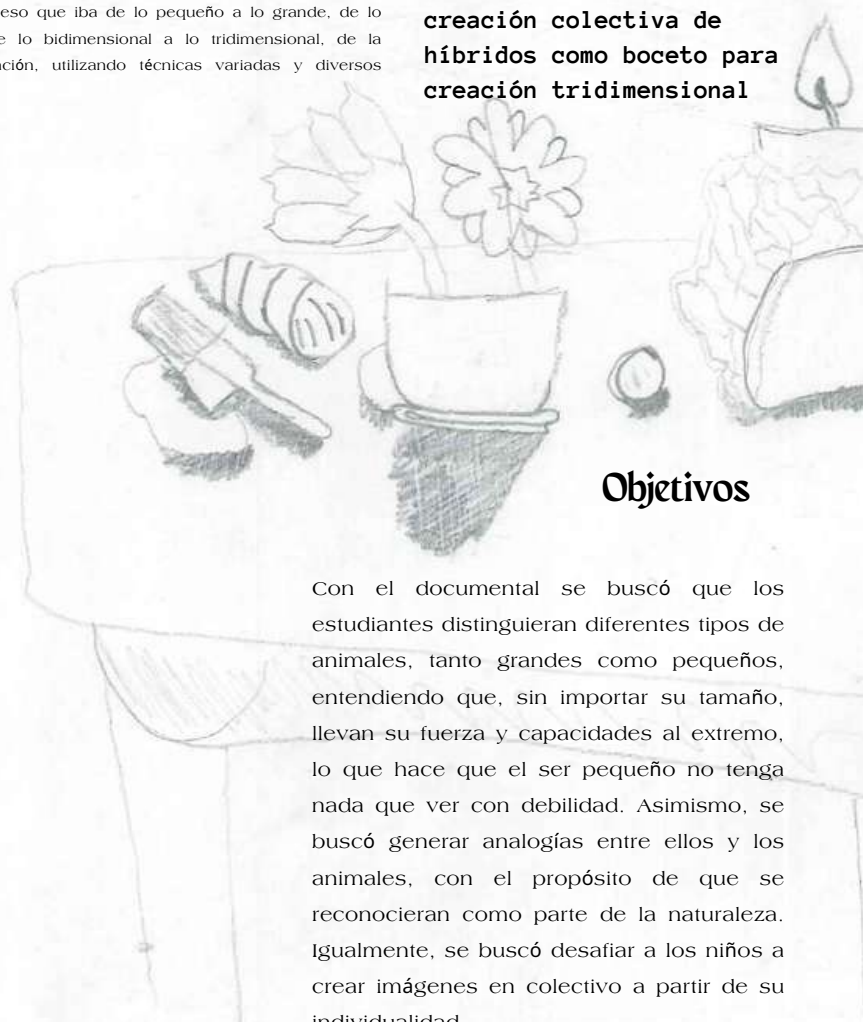 eso que iba de lo pequeño a lo grande, de lo
lo bidimensional a lo tridimensional, de la
utilizando técnicas variadas y diversos
creación colectiva de
híbridos como boceto para
creación tridimensional
Objetivos
Con el documental se buscó que los
estudiantes distinguieran diferentes tipos de
animales, tanto grandes como pequeños,
entendiendo que, sin importar su tamaño,
llevan su fuerza y capacidades al extremo,
lo que hace que el ser pequeño no tenga
nada que ver con debilidad. Asimismo, se
buscó generar analogías entre ellos y los
animales, con el propósito de que se
reconocieran como parte de la naturaleza.
Igualmente, se buscó desafiar a los niños a
crear imágenes en colectivo a partir de su
individualidad